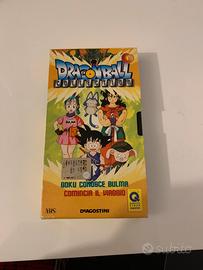 DRAGON BALL
COLLECTION
GOKU CONOSCE BULMA
COMINCIA IL VIAGGIO
VHS
DEAGOSTINI
Q
subito